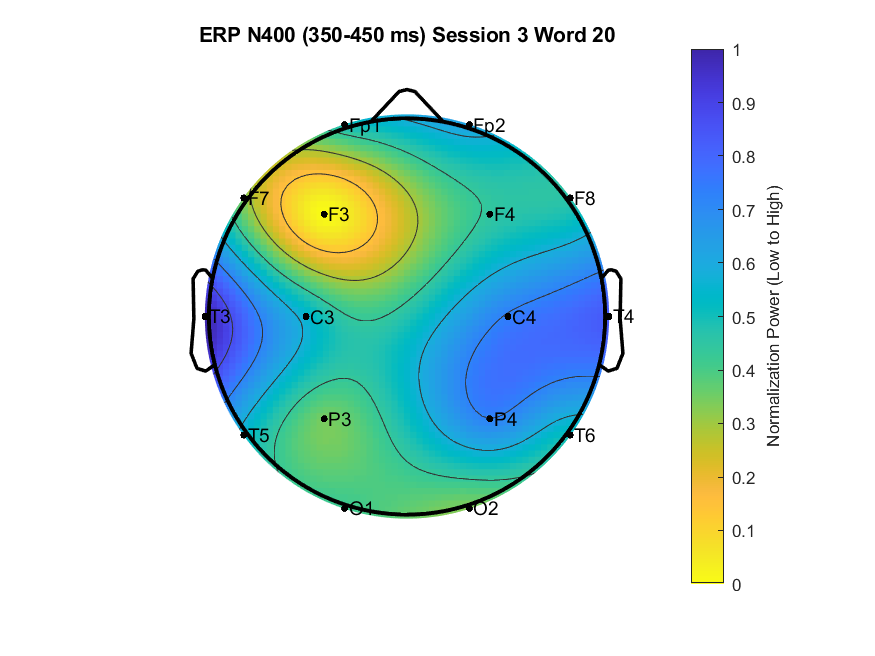 ERP N400 (350-450 ms) Session 3 Word 20
Fp1 Fp2
F7 F3 F4 F8
T3 C3 C4 T4
T5 P3 P4 T6
O1 O2
1
0.9
0.8
0.7
0.6
0.5
0.4
0.3
0.2
0.1
0
Normalization Power (Low to High)